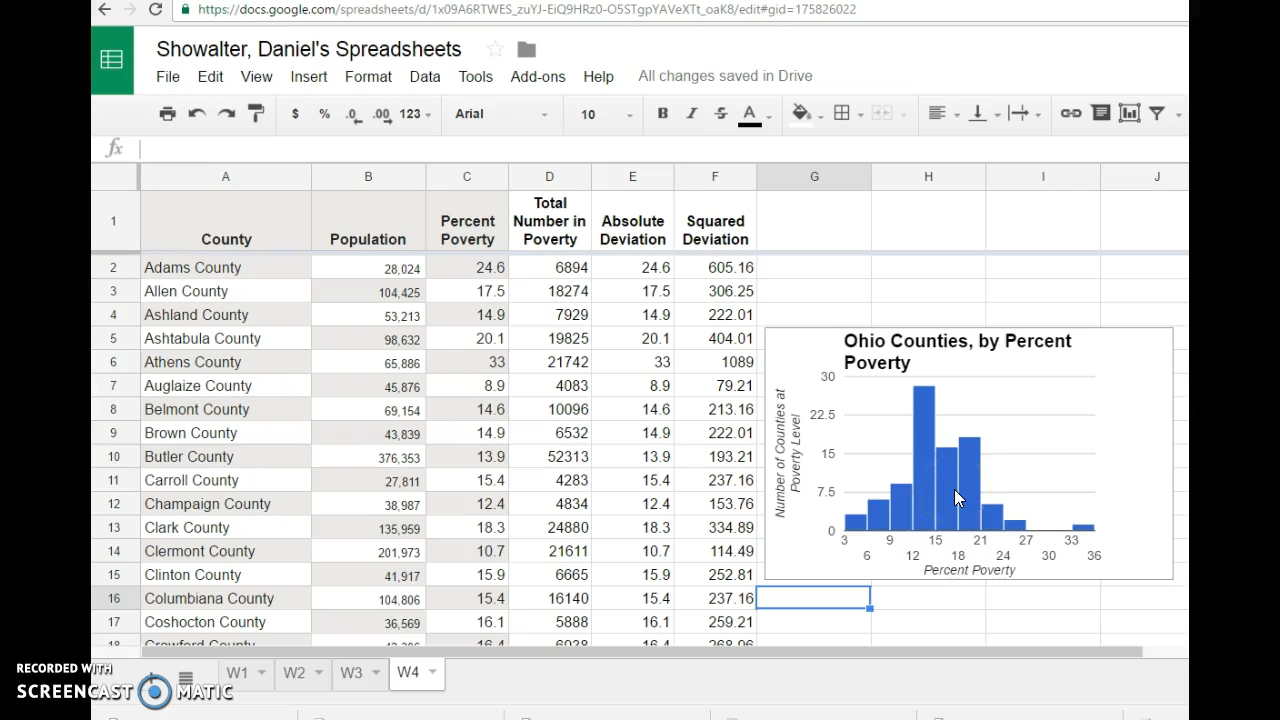 https://docs.google.com/spreadsheets/d/1x09A6RTWES_zuYJ-EiQ9HRz0-O5STgpYAVeXTt_oaK8/edit#gid=175826022
Showalter, Daniel's Spreadsheets
File Edit View Insert Format Data Tools Add-ons Help All changes saved in Drive
$ % .0 .00 123 Arial 10 B I S A
fx
A B C D E F G H I J
1 County Population Percent Poverty Total Number in Poverty Absolute Deviation Squared Deviation
2 Adams County 28,024 24.6 6894 24.6 605.16
3 Allen County 104,425 17.5 18274 17.5 306.25
4 Ashland County 53,213 14.9 7929 14.9 222.01
5 Ashtabula County 98,632 20.1 19825 20.1 404.01
6 Athens County 65,886 33 21742 33 1089
7 Auglaize County 45,876 8.9 4083 8.9 79.21
8 Belmont County 69,154 14.6 10096 14.6 213.16
9 Brown County 43,839 14.9 6532 14.9 222.01
10 Butler County 376,353 13.9 52313 13.9 193.21
11 Carroll County 27,811 15.4 4283 15.4 237.16
12 Champaign County 38,987 12.4 4834 12.4 153.76
13 Clark County 135,959 18.3 24880 18.3 334.89
14 Clermont County 201,973 10.7 21611 10.7 114.49
15 Clinton County 41,917 15.9 6665 15.9 252.81
16 Columbiana County 104,806 15.4 16140 15.4 237.16
17 Coshocton County 36,569 16.1 5888 16.1 259.21
18 Crawford County 16.4 6938 16.4 268.96
Ohio Counties, by Percent
Poverty
Number of Counties at
Poverty Level
30
22.5
15
7.5
0
3 9 15 21 27 33
6 12 18 24 30 36
Percent Poverty
W1 W2 W3 W4
RECORDED WITH
SCREENCAST MATIC